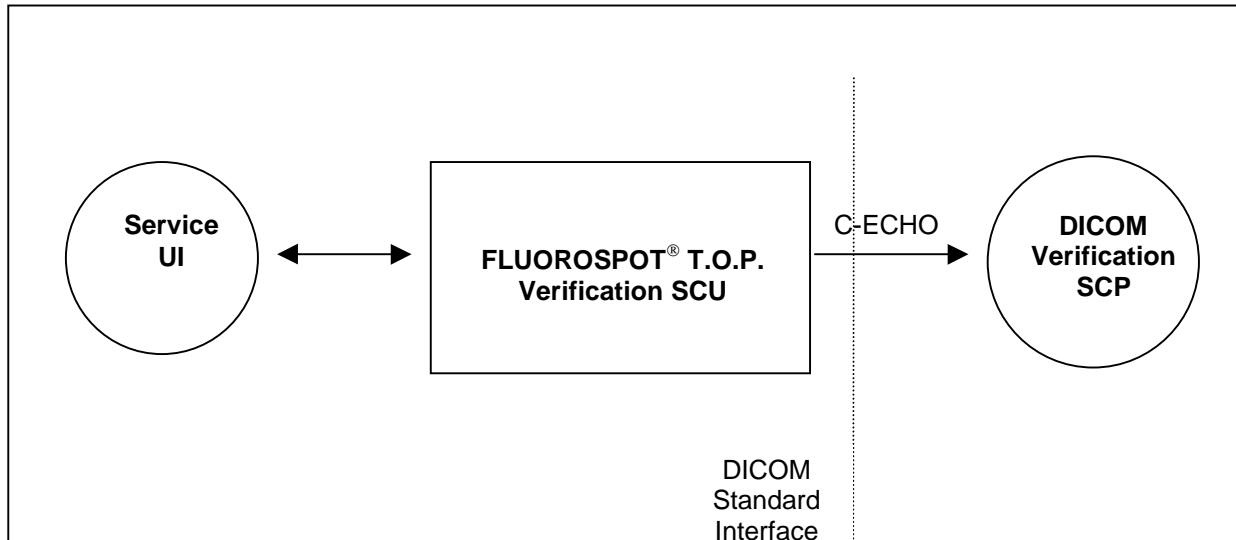 Service
UI
FLUOROSPOT® T.O.P.
Verification SCU
C-ECHO
DICOM
Verification
SCP
DICOM
Standard
Interface